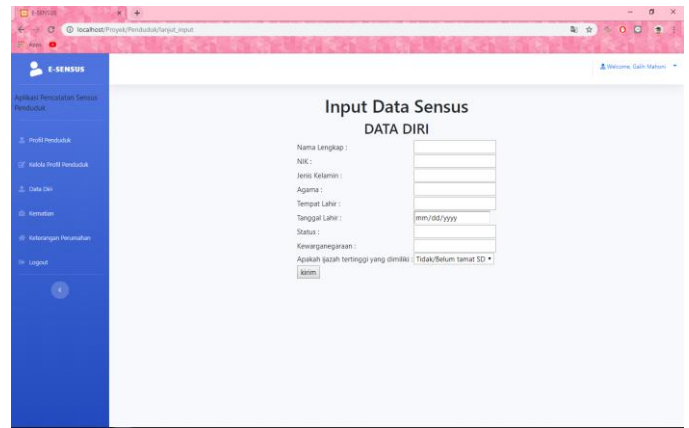 E-SENSUS
localhost/Proyek/Penduduk/lanjut_input
Apps
E-SENSUS
Welcome, Galih
Aplikasi Pencatatan Sensus
Penduduk
Profil Penduduk
Kelola Profil Penduduk
Data Diri
Kematian
Keterangan Perumahan
Logout
Input Data Sensus
DATA DIRI
Nama Lengkap :
NIK :
Jenis Kelamin :
Agama :
Tempat Lahir :
Tanggal Lahir : mm/dd/yyyy
Status :
Kewarganegaraan :
Apakah ijazah tertinggi yang dimiliki : Tidak/Belum tamat SD
kirim